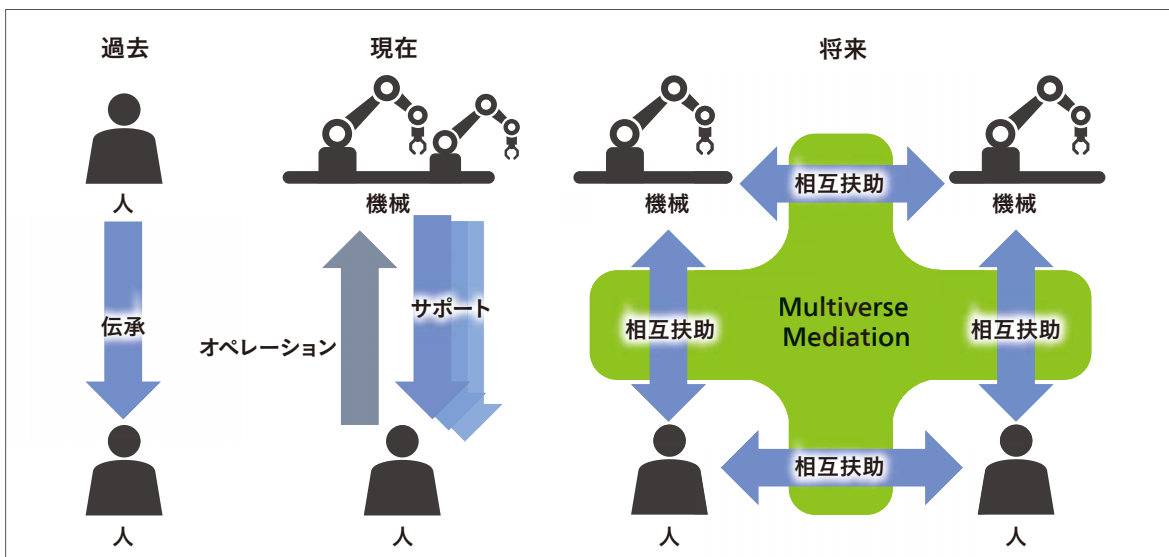 過去
現在
将来
人
機械
機械
機械
相互扶助
伝承
オペレーション
サポート
相互扶助
Multiverse
Mediation
相互扶助
相互扶助
人
人
人
人